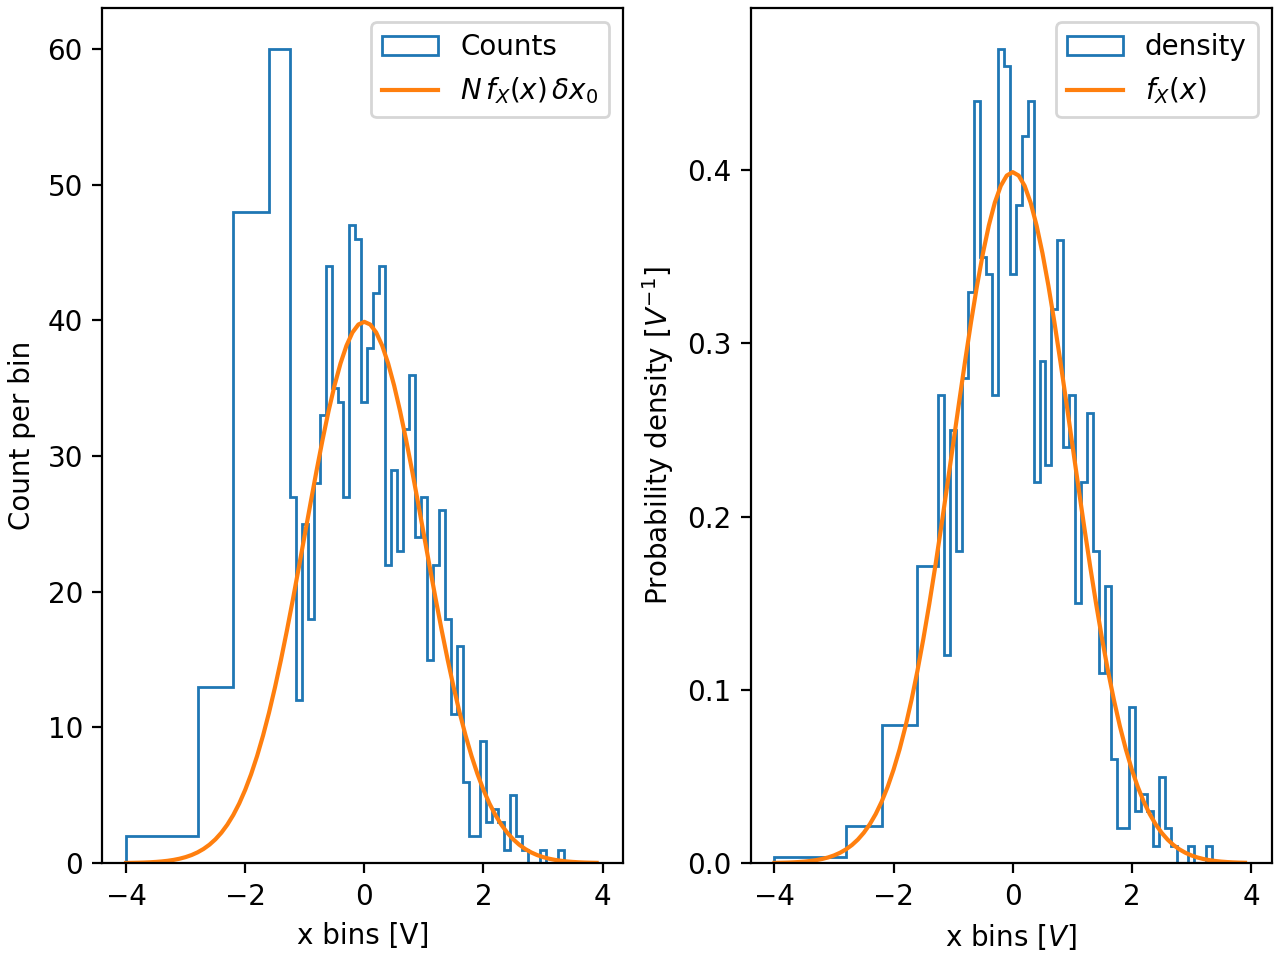 Counts
N f_X(x) δx₀
60
50
40
30
20
10
0
Count per bin
−4
−2
0
2
4
x bins [V]
density
f_X(x)
0.4
0.3
0.2
0.1
0.0
Probability density [V⁻¹]
−4
−2
0
2
4
x bins [V]